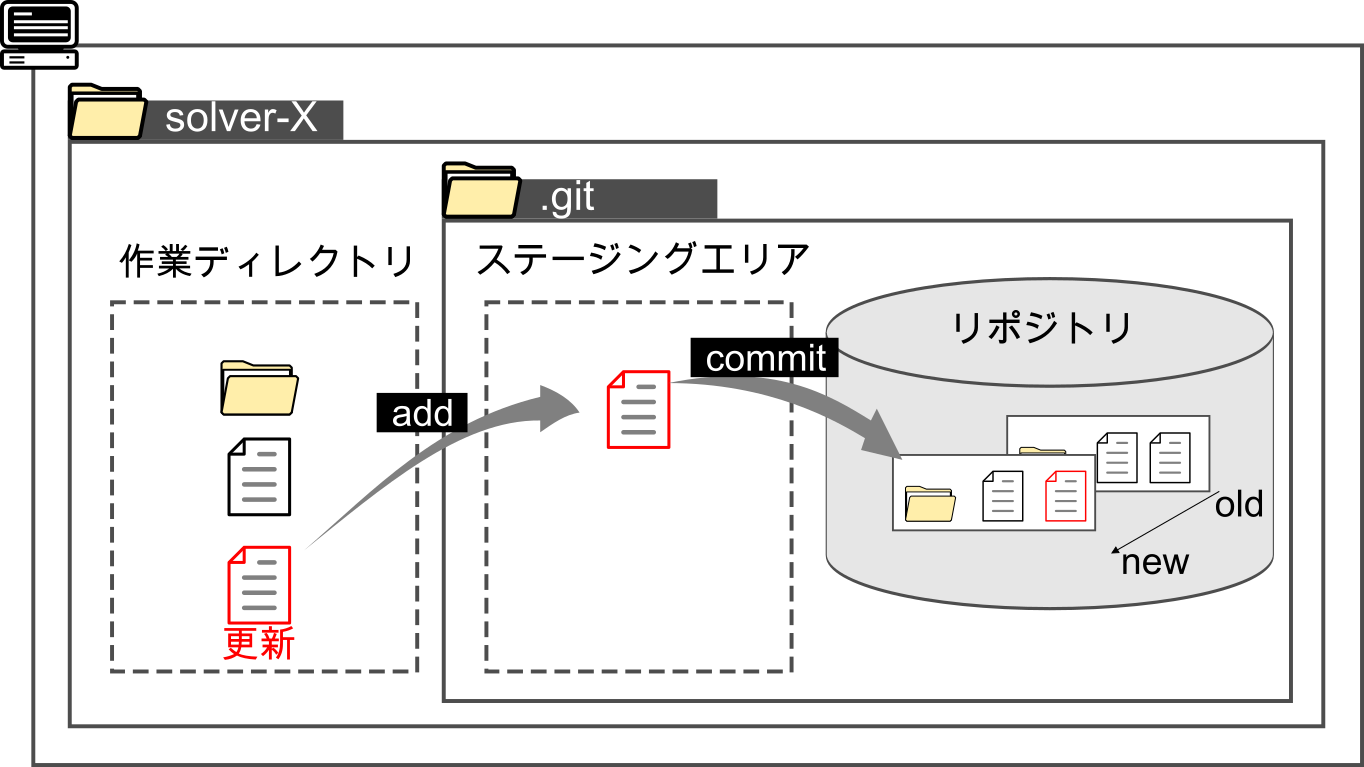 solver-X
.git
作業ディレクトリ
ステージングエリア
リポジトリ
commit
add
old
new
更新